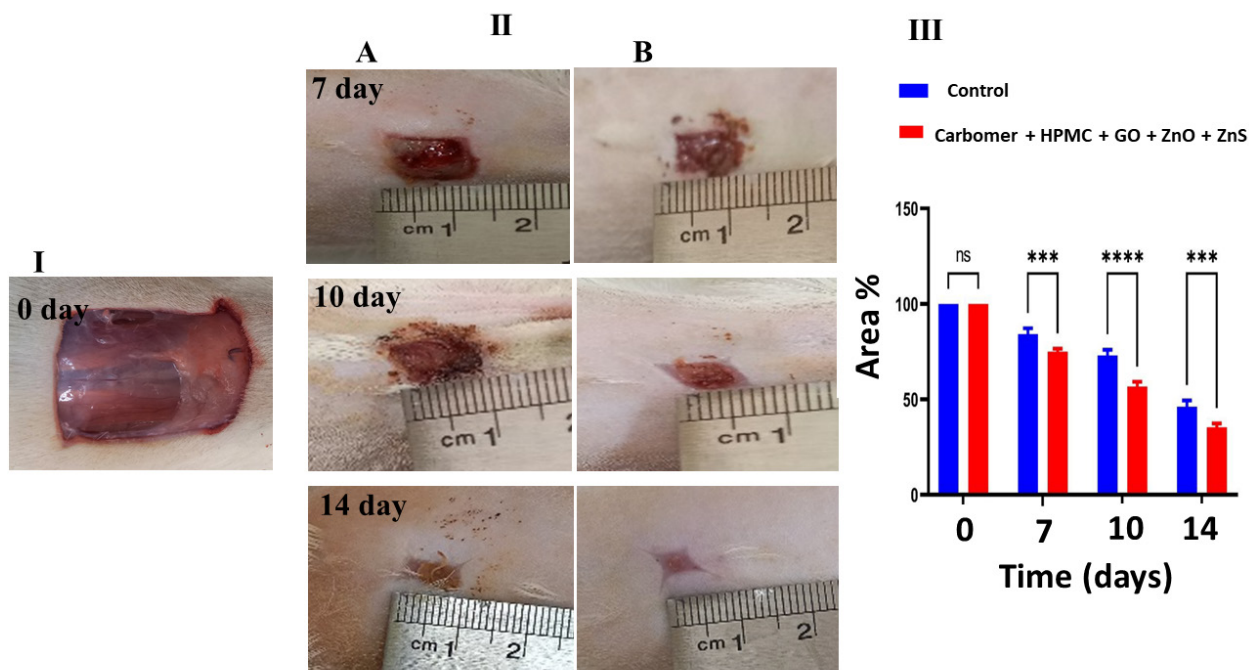 I
0 day
II
A
B
7 day
cm 1 2
cm 1 2
10 day
cm 1
cm 1
14 day
cm 1 2
cm 1 2
III
Control
Carbomer + HPMC + GO + ZnO + ZnS
150
100
50
0
Area %
ns
***
****
***
0 7 10 14
Time (days)